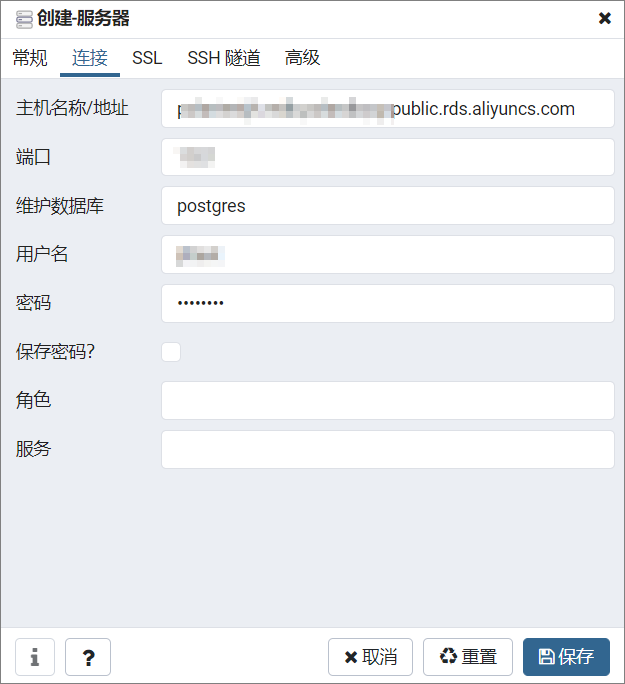 创建-服务器
常规 连接 SSL SSH 隧道 高级
主机名称/地址 public.rds.aliyuncs.com
端口
维护数据库 postgres
用户名
密码 ••••••••
保存密码?
角色
服务
i ? 取消 重置 保存